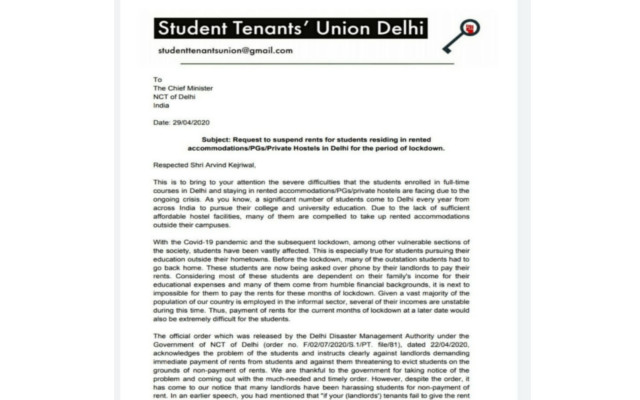 Student Tenants' Union Delhi
studenttenantsunion@gmail.com
To
The Chief Minister
NCT of Delhi
India
Date: 29/04/2020
Subject: Request to suspend rents for students residing in rented
accommodations/PGs/Private Hostels in Delhi for the period of lockdown.
Respected Shri Arvind Kejriwal,
This is to bring to your attention the severe difficulties that the students enrolled in full-time
courses in Delhi and staying in rented accommodations/PGs/private hostels are facing due to the
ongoing crisis. As you know, a significant number of students come to Delhi every year from
across India to pursue their college and university education. Due to the lack of sufficient
affordable hostel facilities, many of them are compelled to take up rented accommodations
outside their campuses.
With the Covid-19 pandemic and the subsequent lockdown, among other vulnerable sections of
the society, students have been vastly affected. This is especially true for students pursuing their
education outside their hometowns. Before the lockdown, many of the outstation students had to
go back home. These students are now being asked over phone by their landlords to pay their
rents. Considering most of these students are dependent on their family's income for their
educational expenses and many of them come from humble financial backgrounds, it is next to
impossible for them to pay the rents for these months of lockdown. Given a vast majority of the
population of our country is employed in the informal sector, several of their incomes are unstable
during this time. Thus, payment of rents for the current months of lockdown at a later date would
also be extremely difficult for the students.
The official order which was released by the Delhi Disaster Management Authority under the
Government of NCT of Delhi (order no. F/02/07/2020/S.1/PT. file/81), dated 22/04/2020,
acknowledges the problem of the students and instructs clearly against landlords demanding
immediate payment of rents from students and against them threatening to evict students on the
grounds of non-payment of rents. We are thankful to the government for taking notice of the
problem and coming out with the much-needed and timely order. However, despite the order, it
has come to our notice that many landlords have been harassing students for non-payment of
rent. In an earlier speech, you had mentioned that "if your (landlords') tenants fail to give the rent